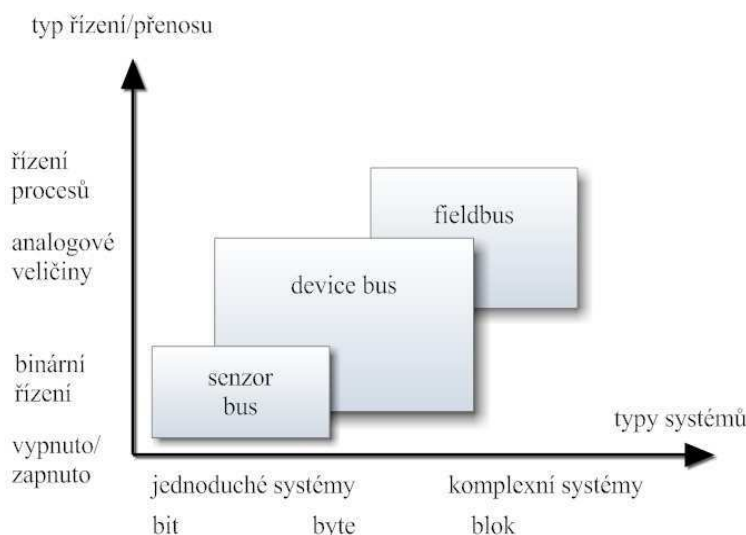 typ řízení/přenosu
řízení
procesů
analogové
veličiny
binární
řízení
vypnuto/
zapnuto
fieldbus
device bus
senzor
bus
typy systémů
jednoduché systémy
komplexní systémy
bit
byte
blok